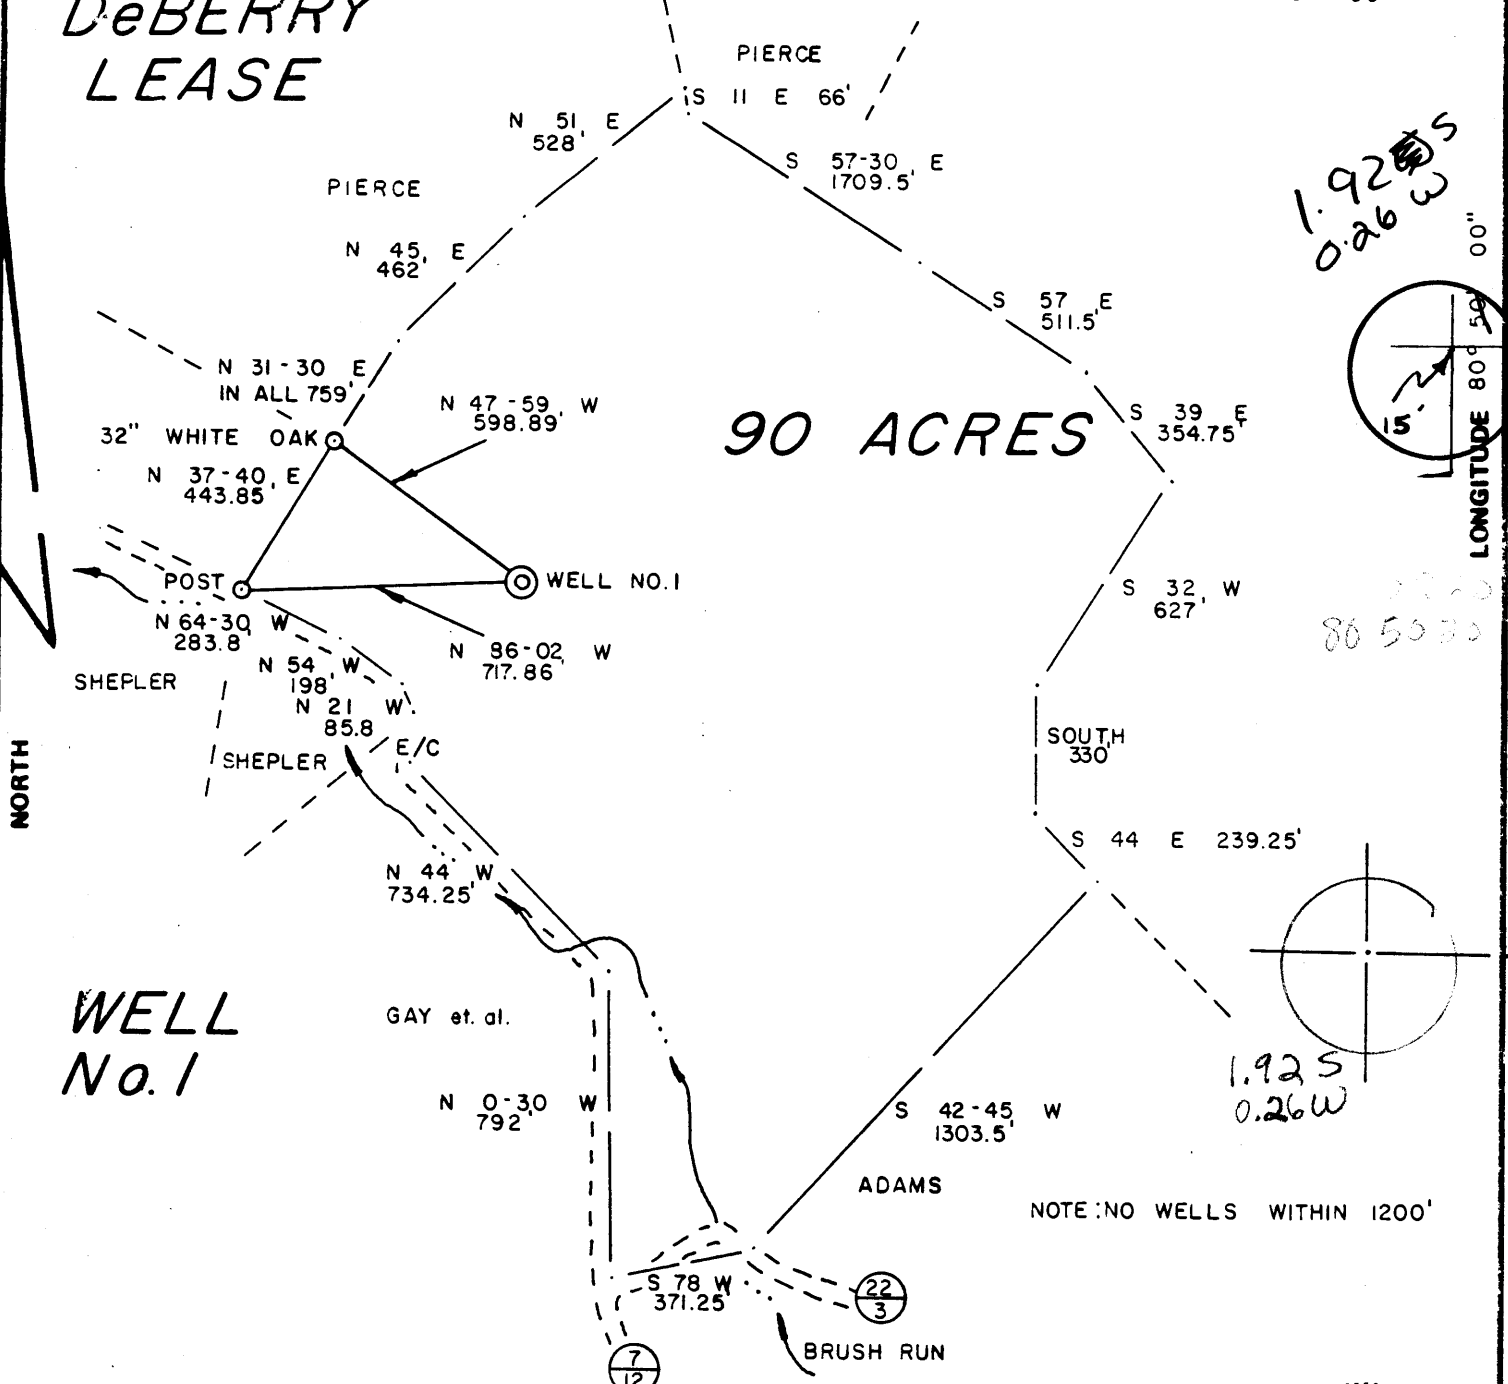 DeBERRY
LEASE
PIERCE
S 11 E 66'
N 51 E
528'
S 57-30 E
1709.5'
PIERCE
N 45 E
462'
S 57 E
511.5'
N 31-30 E
IN ALL 759'
32" WHITE OAK
N 47-59 W
598.89'
90 ACRES
S 39 E
354.75'
N 37-40 E
443.85'
POST
WELL NO.1
S 32 W
627'
N 64-30 W
283.8'
N 86-02 W
717.86'
N 54 W
198'
SHEPLER
N 21 W
85.8
SOUTH
330'
E/C
SHEPLER
NORTH
S 44 E 239.25'
N 44 W
734.25'
WELL
No. 1
GAY et. al.
N 0-30 W
792'
S 42-45 W
1303.5'
ADAMS
NOTE: NO WELLS WITHIN 1200'
S 78 W
371.25'
22
3
7
12
BRUSH RUN
1.92 S
0.26 W
15'
LONGITUDE 80° 50' 00"
80 50 30
1.92 S
0.26 W